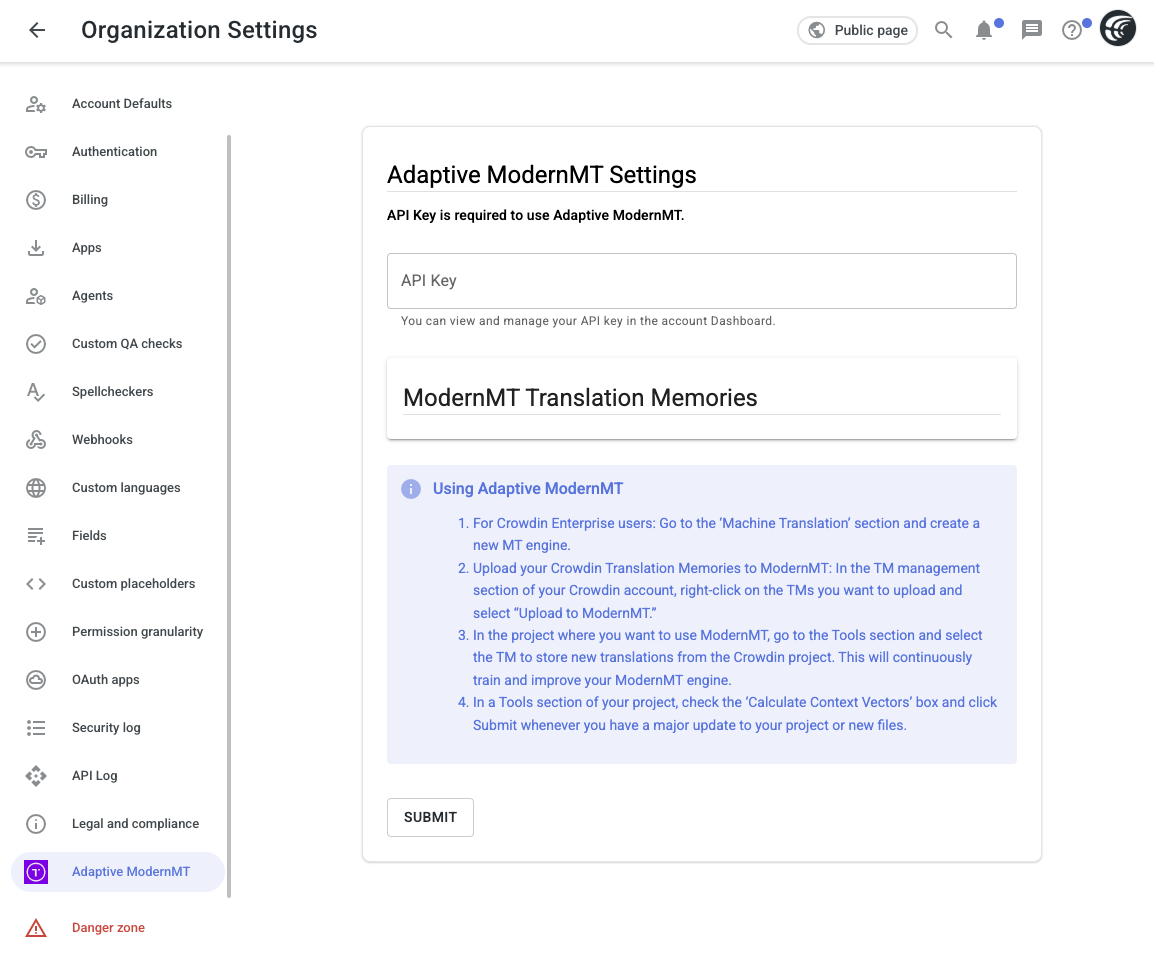 Organization Settings
Public page
Account Defaults
Authentication
Billing
Apps
Agents
Custom QA checks
Spellcheckers
Webhooks
Custom languages
Fields
Custom placeholders
Permission granularity
OAuth apps
Security log
API Log
Legal and compliance
Adaptive ModernMT
Danger zone
Adaptive ModernMT Settings
API Key is required to use Adaptive ModernMT.
API Key
You can view and manage your API key in the account Dashboard.
ModernMT Translation Memories
Using Adaptive ModernMT
1. For Crowdin Enterprise users: Go to the ‘Machine Translation’ section and create a
new MT engine.
2. Upload your Crowdin Translation Memories to ModernMT: In the TM management
section of your Crowdin account, right-click on the TMs you want to upload and
select “Upload to ModernMT.”
3. In the project where you want to use ModernMT, go to the Tools section and select
the TM to store new translations from the Crowdin project. This will continuously
train and improve your ModernMT engine.
4. In a Tools section of your project, check the ‘Calculate Context Vectors’ box and click
Submit whenever you have a major update to your project or new files.
SUBMIT